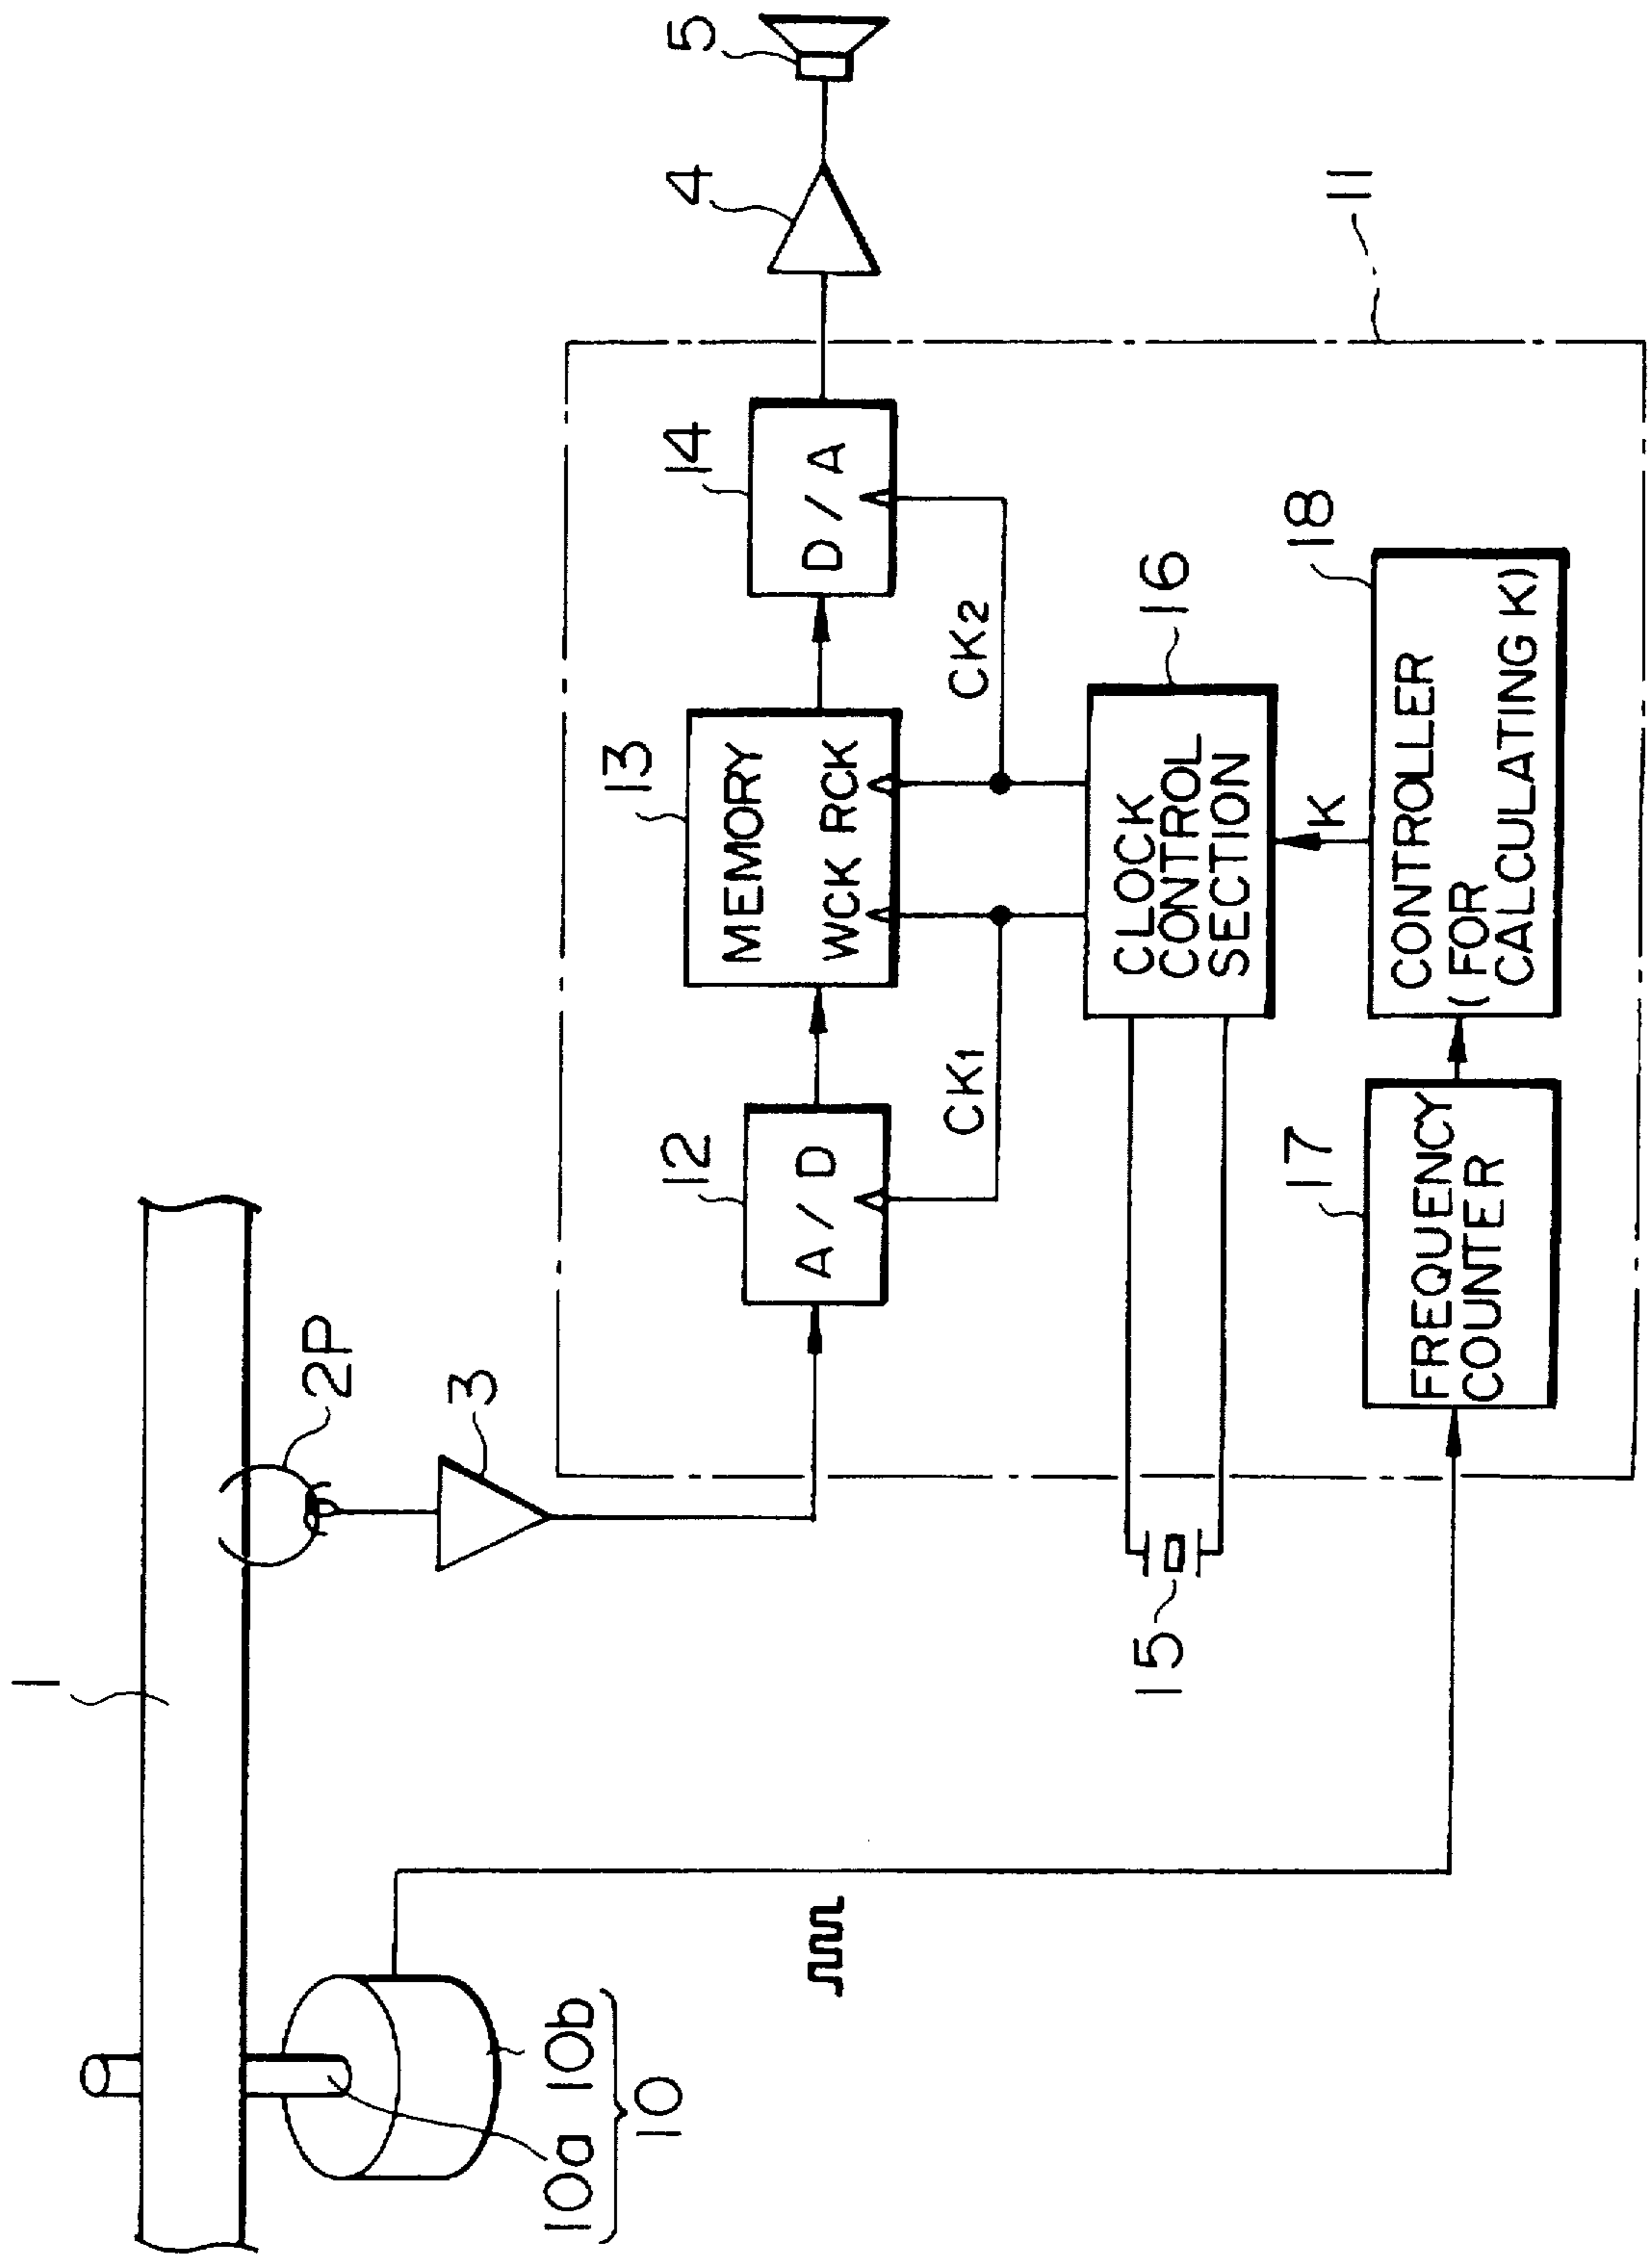 1
2P
3
10a 10b
10
15
11
12
A/D
13
MEMORY
WCK RCK
14
D/A
4
5
CK1
CK2
16
CLOCK
CONTROL
SECTION
K
17
FREQUENCY
COUNTER
18
CONTROLLER
(FOR
CALCULATING K)